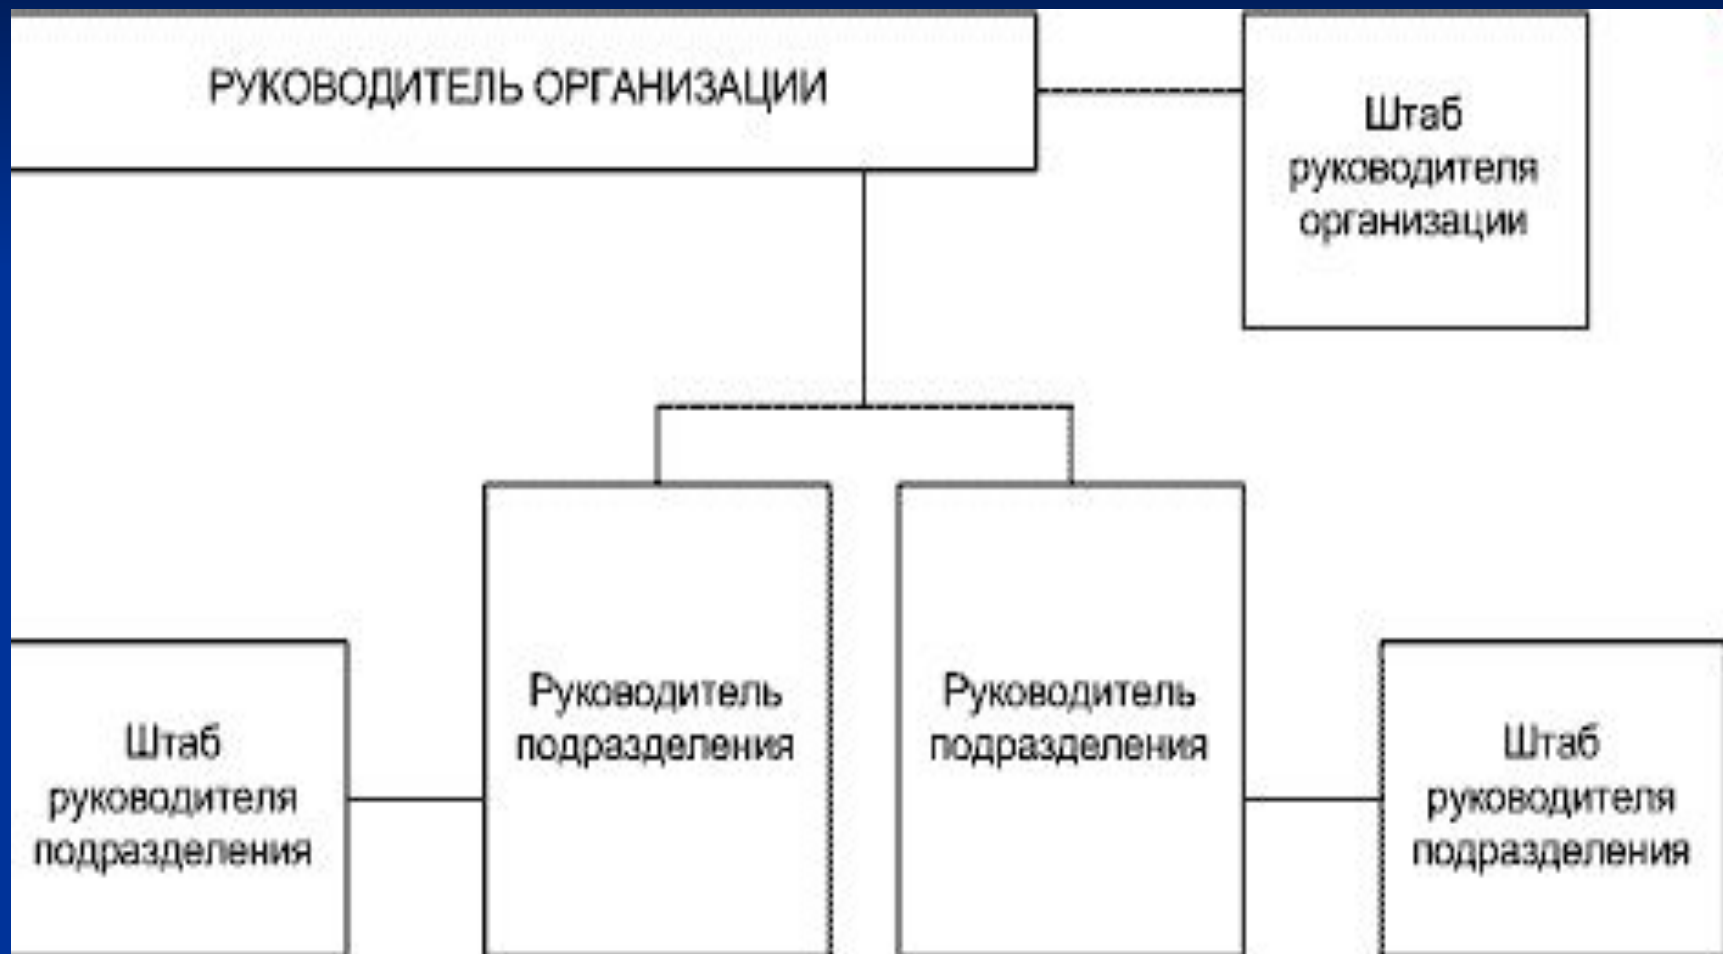 РУКОВОДИТЕЛЬ ОРГАНИЗАЦИИ
Штаб
руководителя
организации
Штаб
руководителя
подразделения
Руководитель
подразделения
Руководитель
подразделения
Штаб
руководителя
подразделения